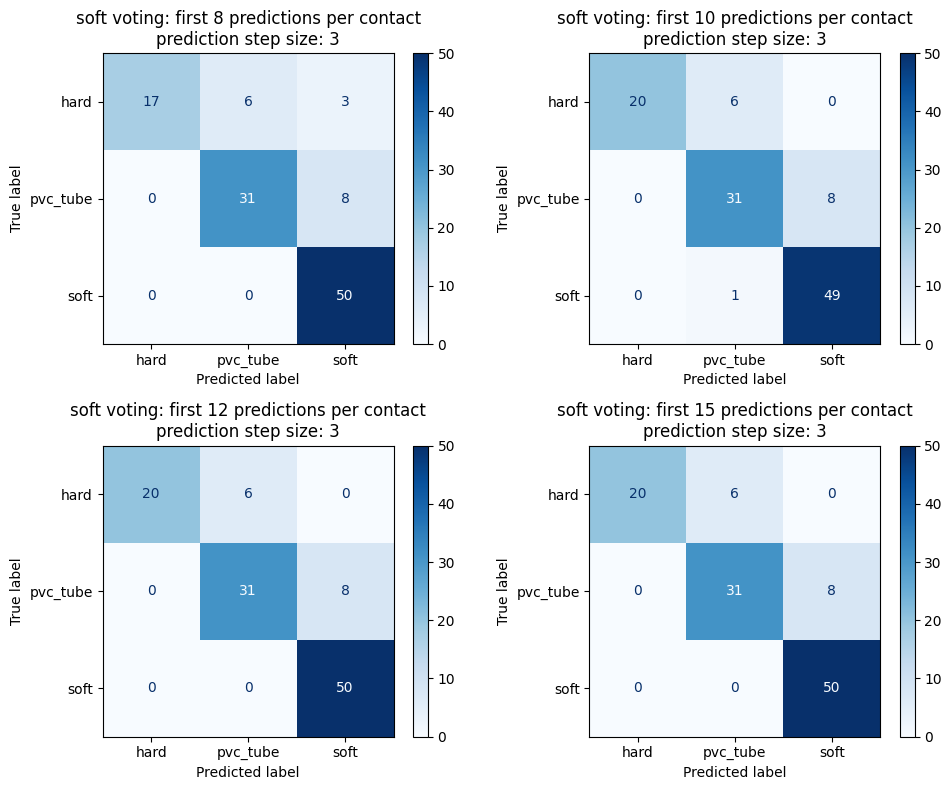 soft voting: first 8 predictions per contact
prediction step size: 3
True label
hard
pvc_tube
soft
17 6 3
0 31 8
0 0 50
hard pvc_tube soft
Predicted label
50
40
30
20
10
0
soft voting: first 10 predictions per contact
prediction step size: 3
True label
hard
pvc_tube
soft
20 6 0
0 31 8
0 1 49
hard pvc_tube soft
Predicted label
50
40
30
20
10
0
soft voting: first 12 predictions per contact
prediction step size: 3
True label
hard
pvc_tube
soft
20 6 0
0 31 8
0 0 50
hard pvc_tube soft
Predicted label
50
40
30
20
10
0
soft voting: first 15 predictions per contact
prediction step size: 3
True label
hard
pvc_tube
soft
20 6 0
0 31 8
0 0 50
hard pvc_tube soft
Predicted label
50
40
30
20
10
0